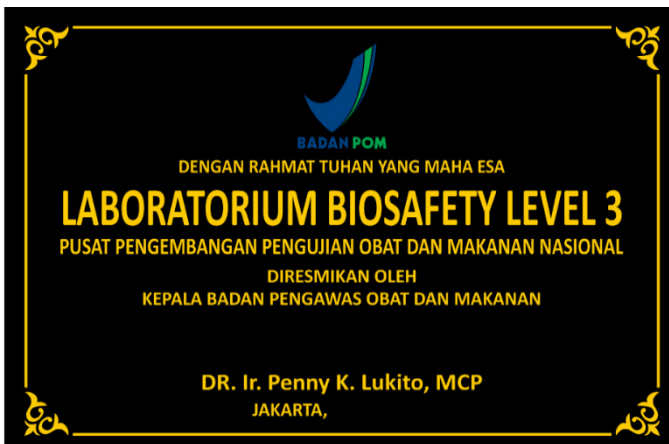 BADAN POM
DENGAN RAHMAT TUHAN YANG MAHA ESA
LABORATORIUM BIOSAFETY LEVEL 3
PUSAT PENGEMBANGAN PENGUJIAN OBAT DAN MAKANAN NASIONAL
DIRESMIKAN OLEH
KEPALA BADAN PENGAWAS OBAT DAN MAKANAN
DR. Ir. Penny K. Lukito, MCP
JAKARTA,